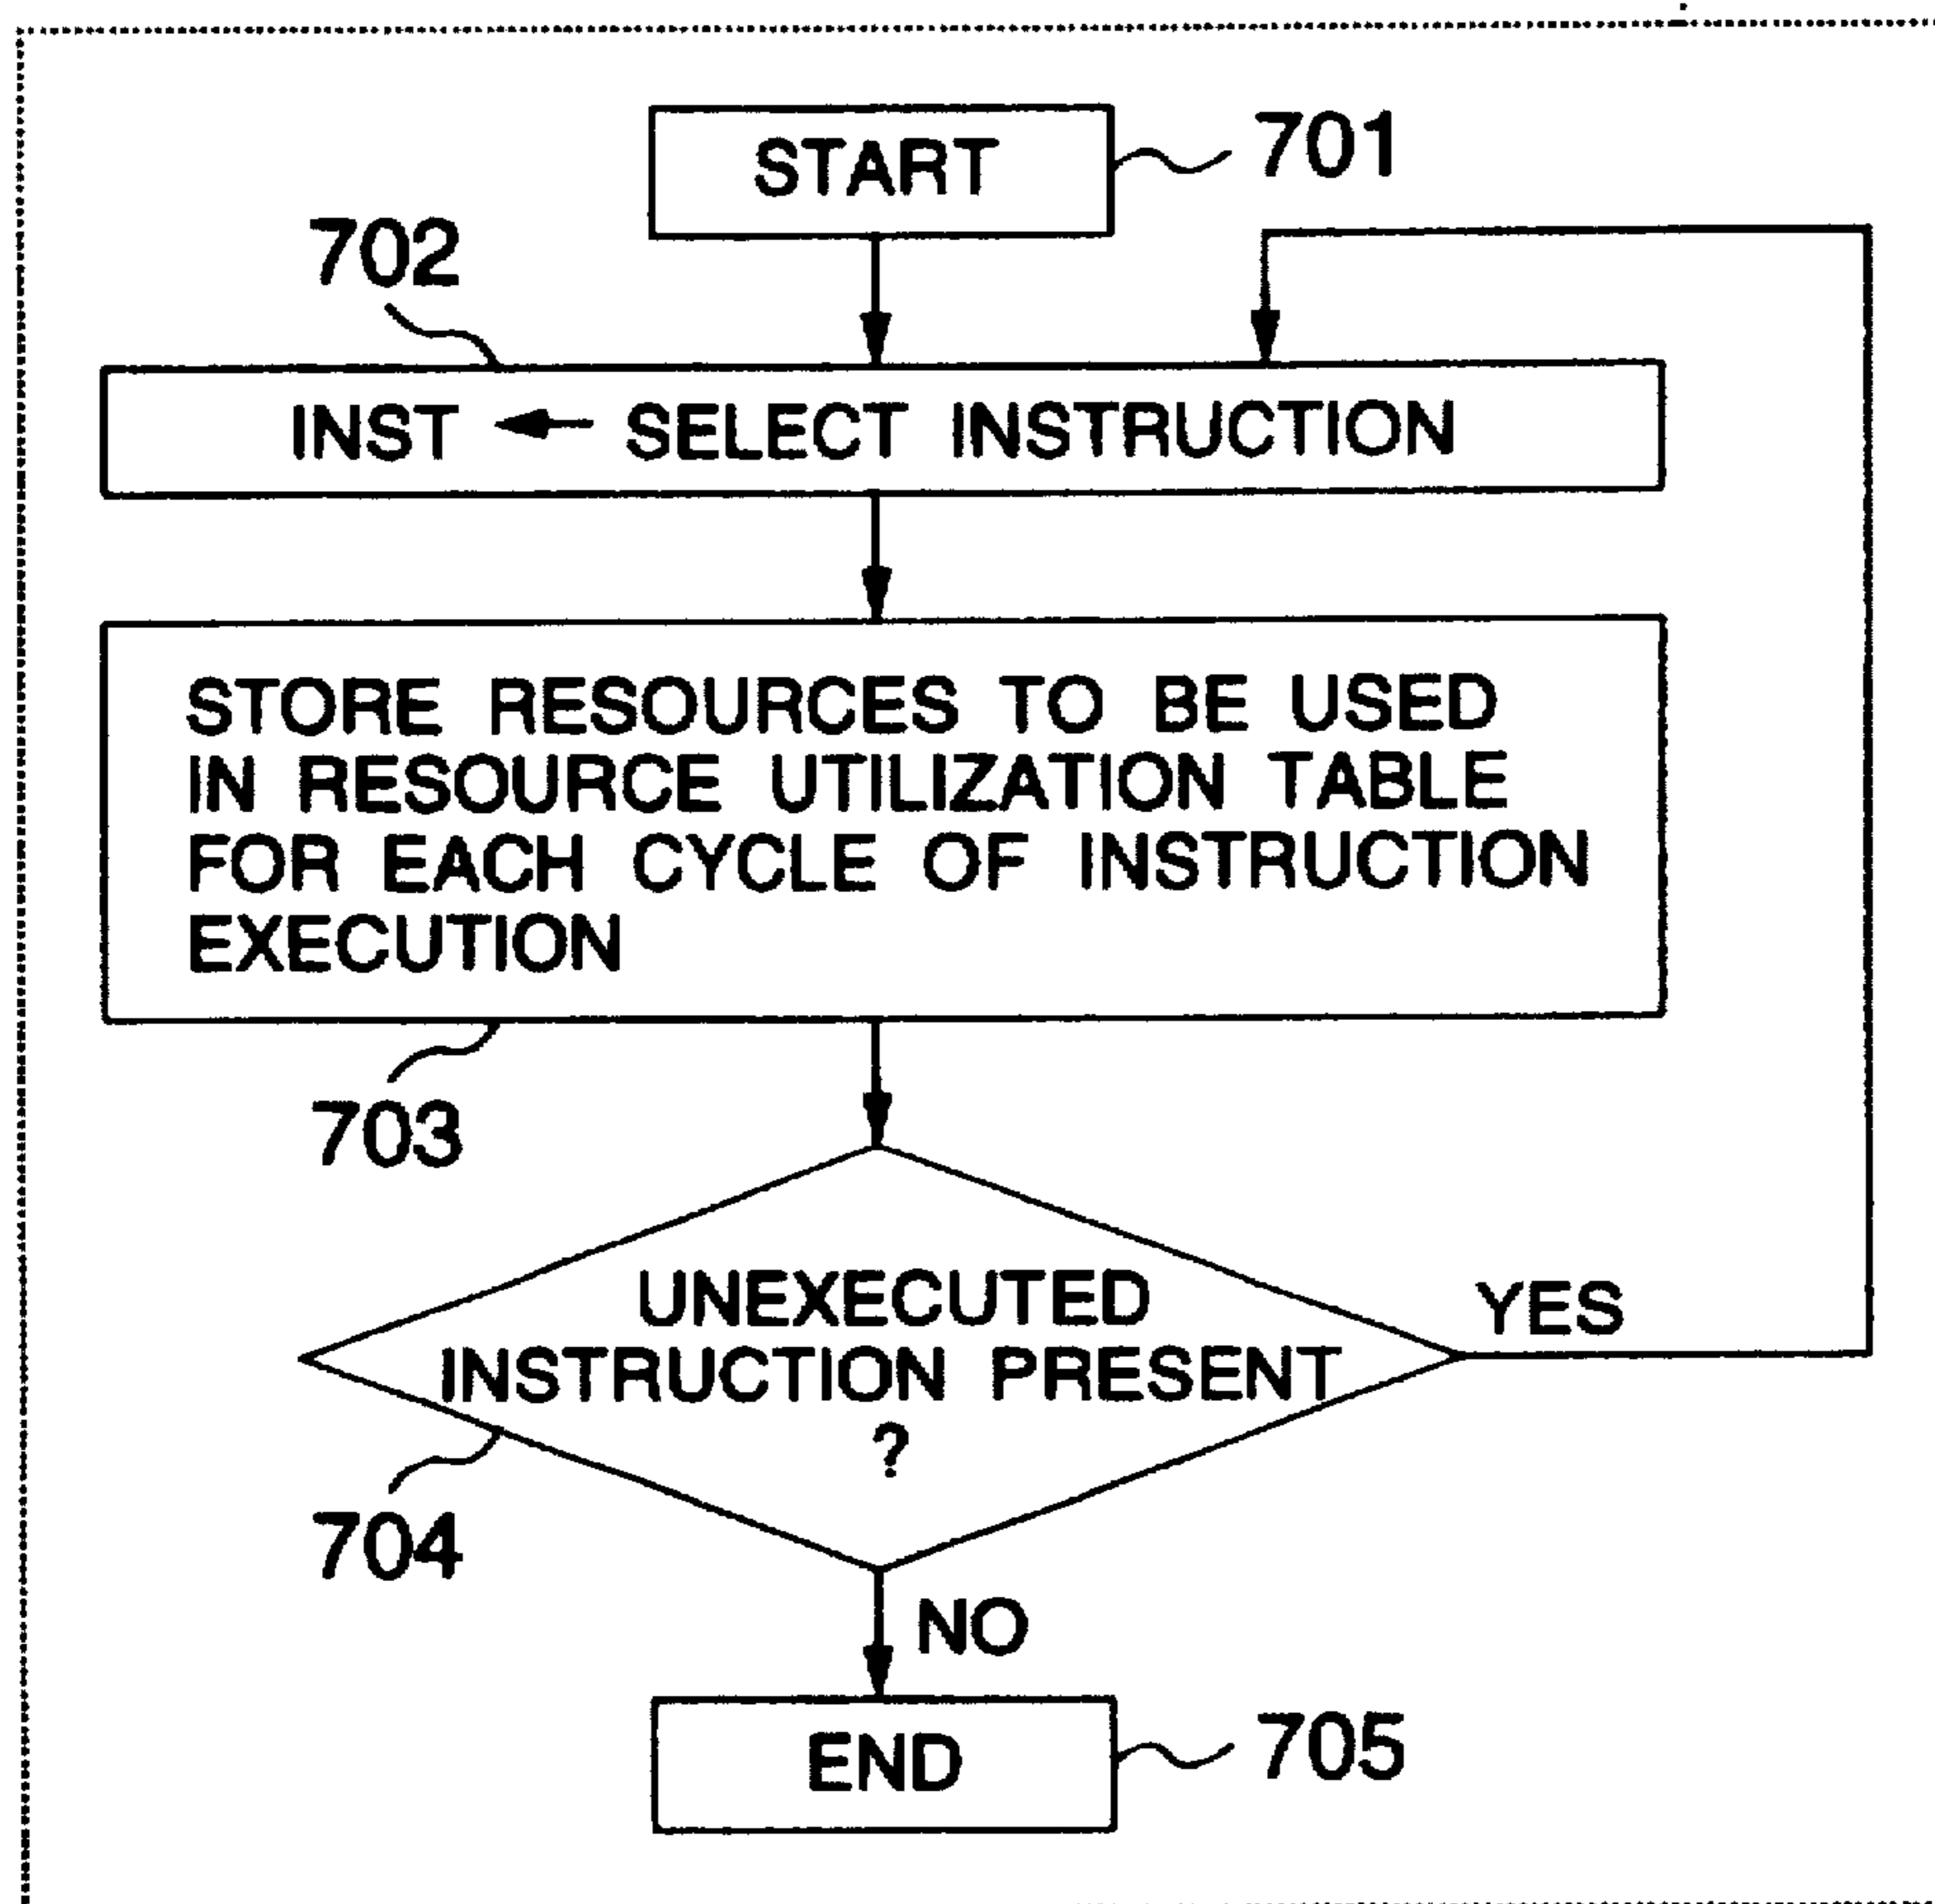 START
701
702
INST ← SELECT INSTRUCTION
STORE RESOURCES TO BE USED
IN RESOURCE UTILIZATION TABLE
FOR EACH CYCLE OF INSTRUCTION
EXECUTION
703
UNEXECUTED
INSTRUCTION PRESENT
?
YES
704
NO
END
705